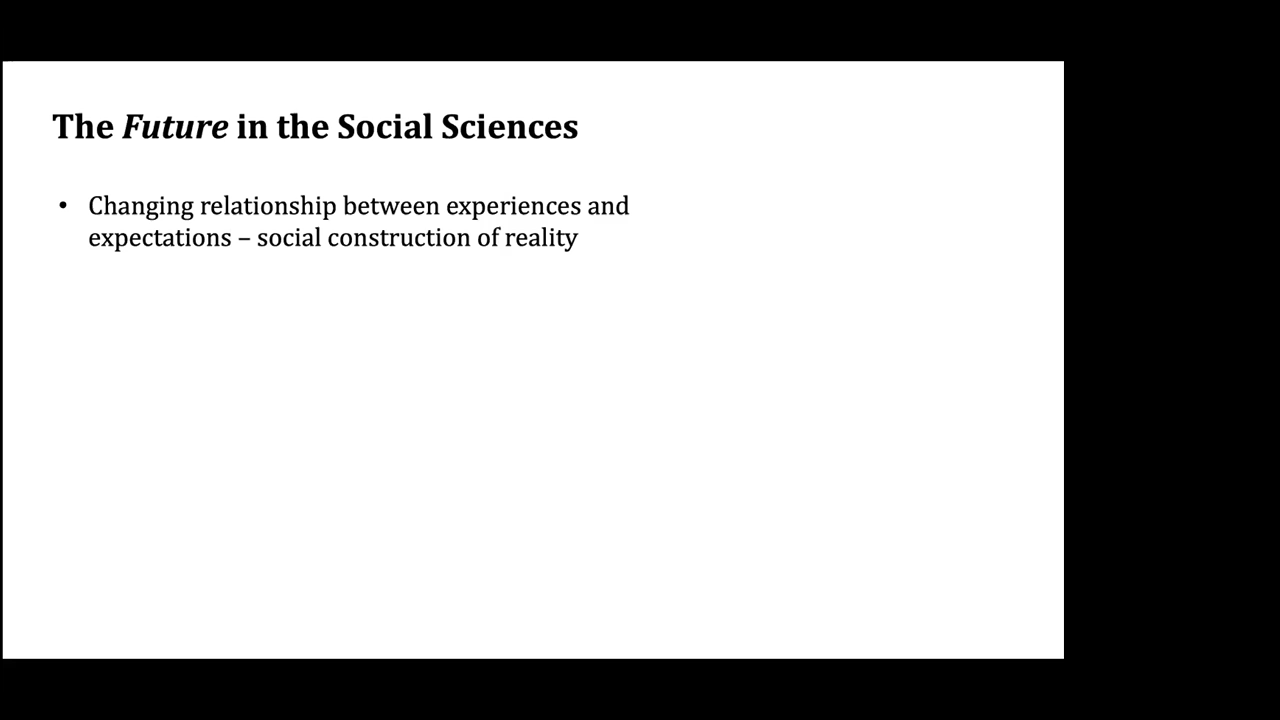 The Future in the Social Sciences
• Changing relationship between experiences and
expectations – social construction of reality